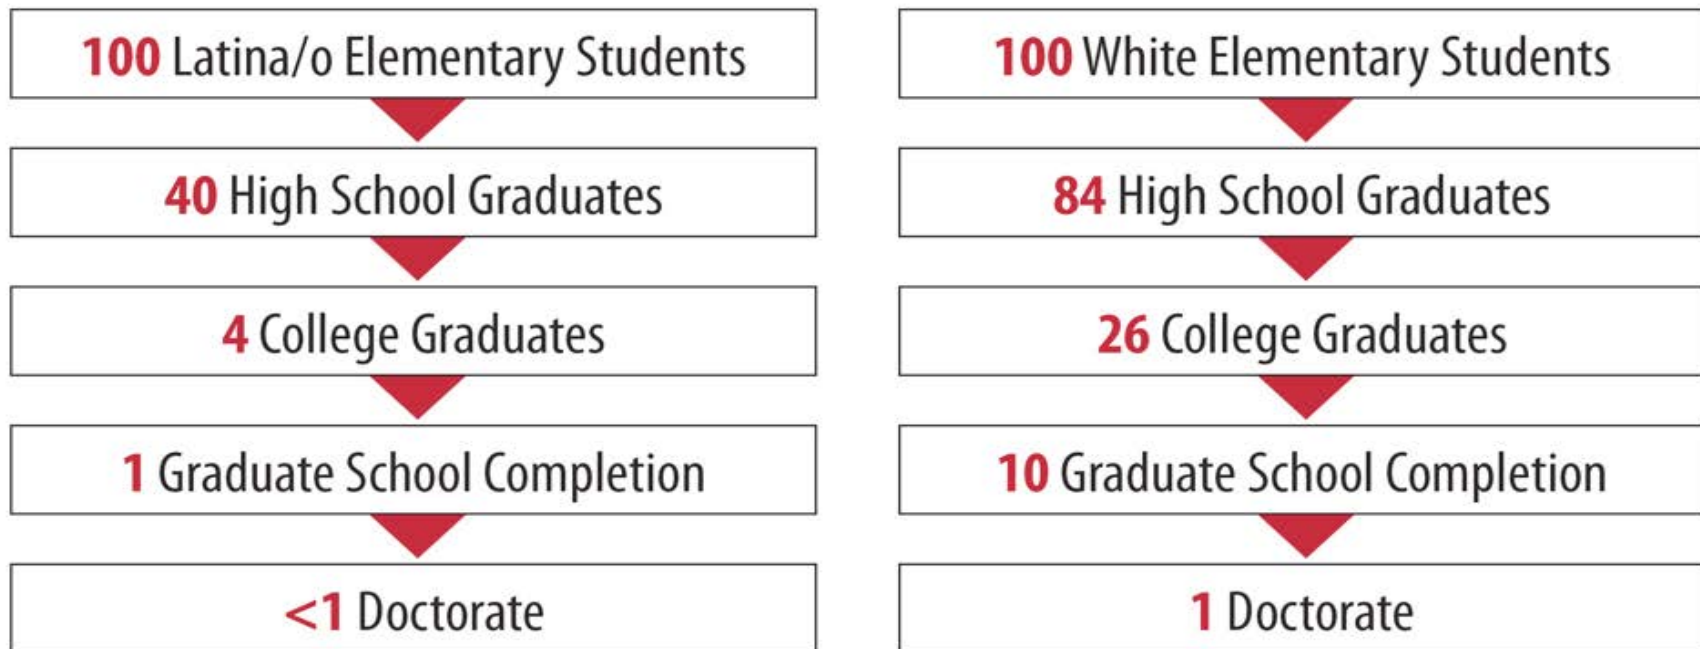 100 Latina/o Elementary Students
40 High School Graduates
4 College Graduates
1 Graduate School Completion
<1 Doctorate
100 White Elementary Students
84 High School Graduates
26 College Graduates
10 Graduate School Completion
1 Doctorate